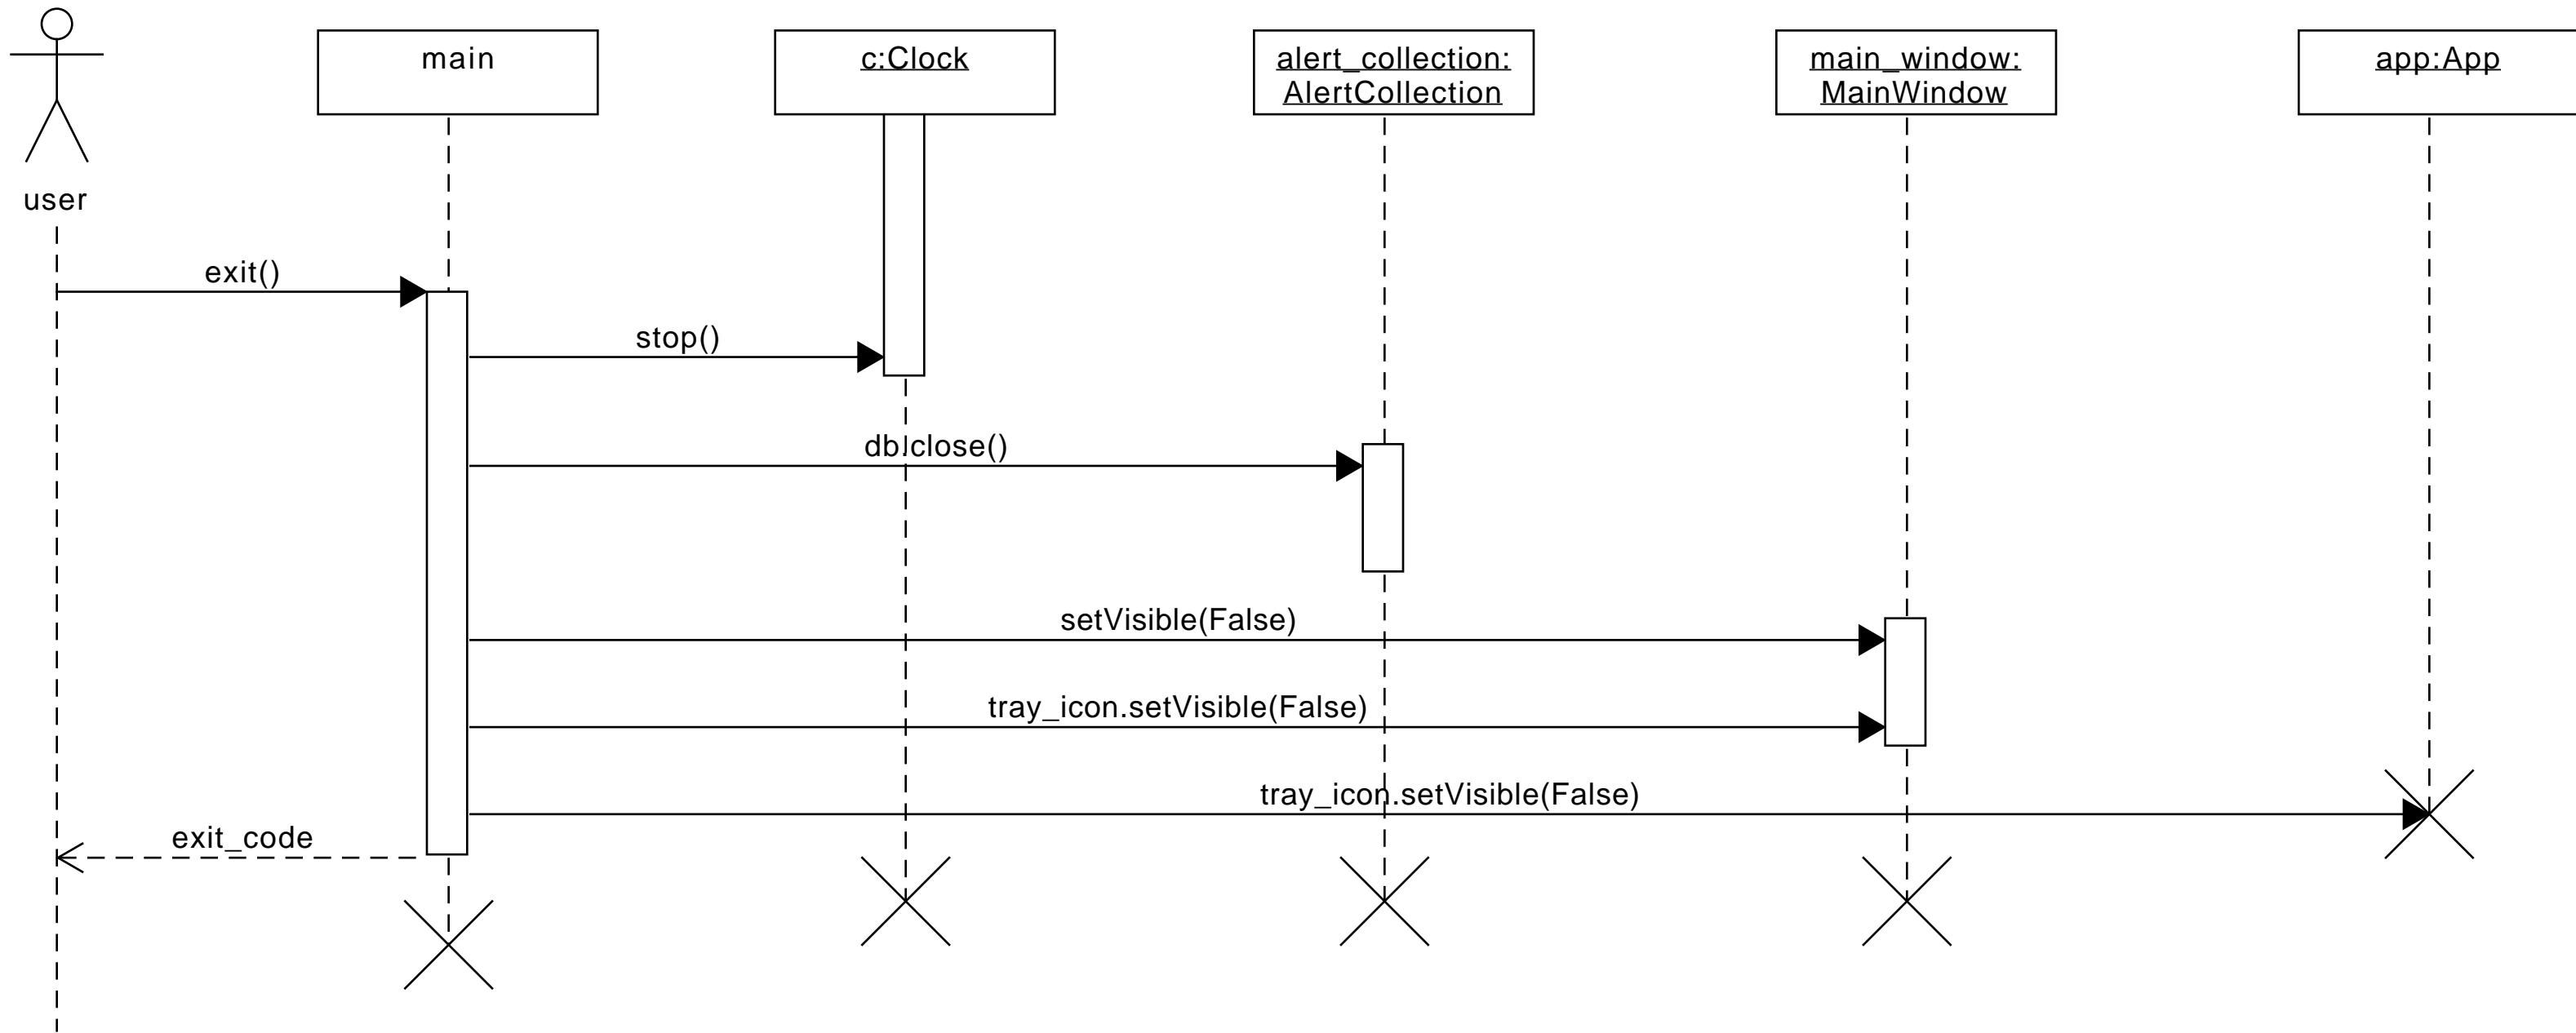 main
c:Clock
alert_collection:
AlertCollection
main_window:
MainWindow
app:App
user
exit()
stop()
db.close()
setVisible(False)
tray_icon.setVisible(False)
tray_icon.setVisible(False)
exit_code